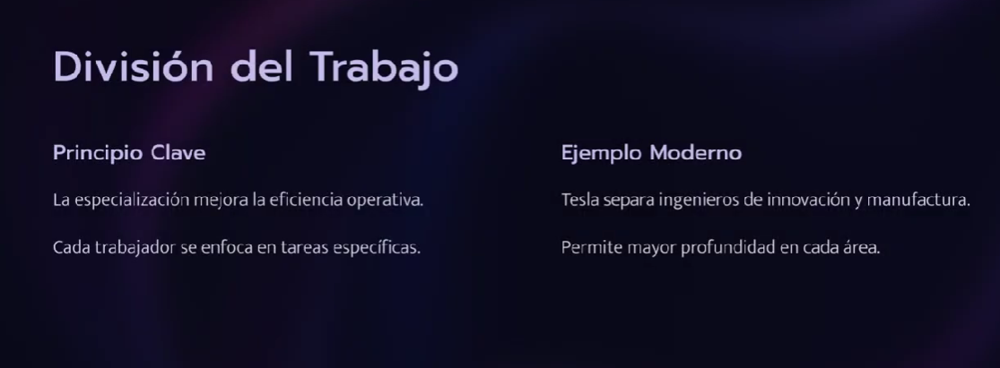 División del Trabajo
Principio Clave
La especialización mejora la eficiencia operativa.
Cada trabajador se enfoca en tareas específicas.
Ejemplo Moderno
Tesla separa ingenieros de innovación y manufactura.
Permite mayor profundidad en cada área.